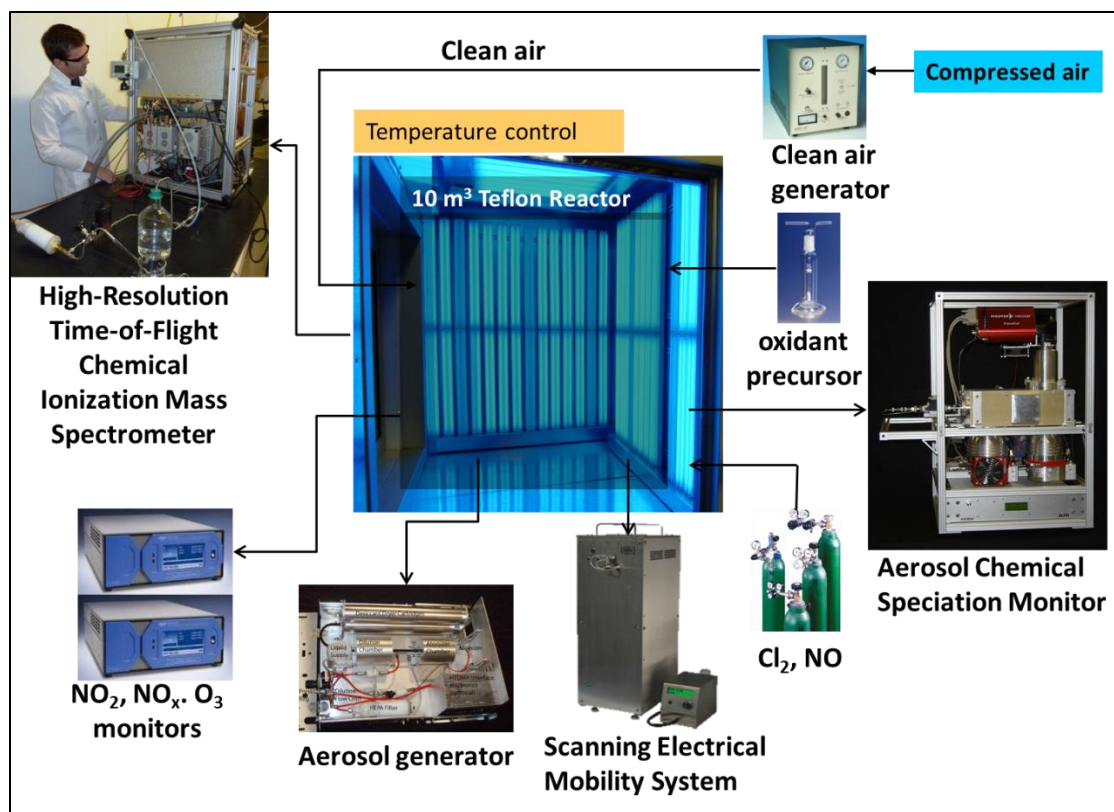 Clean air
Compressed air
Temperature control
Clean air
generator
10 m³ Teflon Reactor
High-Resolution
Time-of-Flight
Chemical
Ionization Mass
Spectrometer
oxidant
precursor
Aerosol Chemical
Speciation Monitor
Cl₂, NO
NO₂, NOₓ. O₃
monitors
HEPA Filter
Aerosol generator
Scanning Electrical
Mobility System